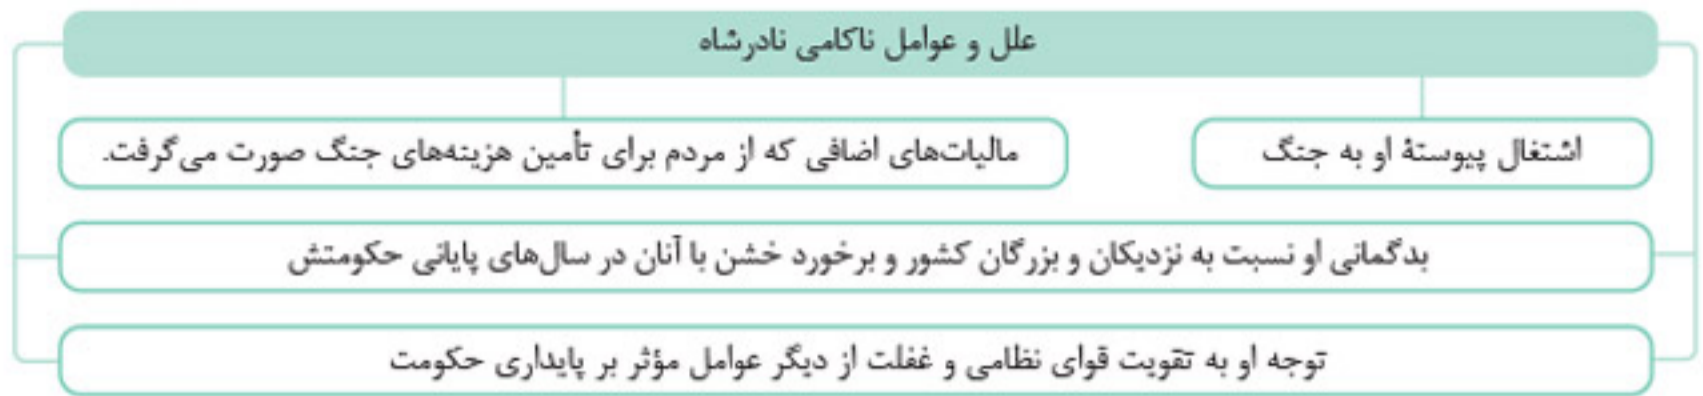 علل و عوامل ناکامی نادرشاه
اشتغال پیوستهٔ او به جنگ
مالیات‌های اضافی که از مردم برای تأمین هزینه‌های جنگ صورت می‌گرفت.
بدگمانی او نسبت به نزدیکان و بزرگان کشور و برخورد خشن با آنان در سال‌های پایانی حکومتش
توجه او به تقویت قوای نظامی و غفلت از دیگر عوامل مؤثر بر پایداری حکومت